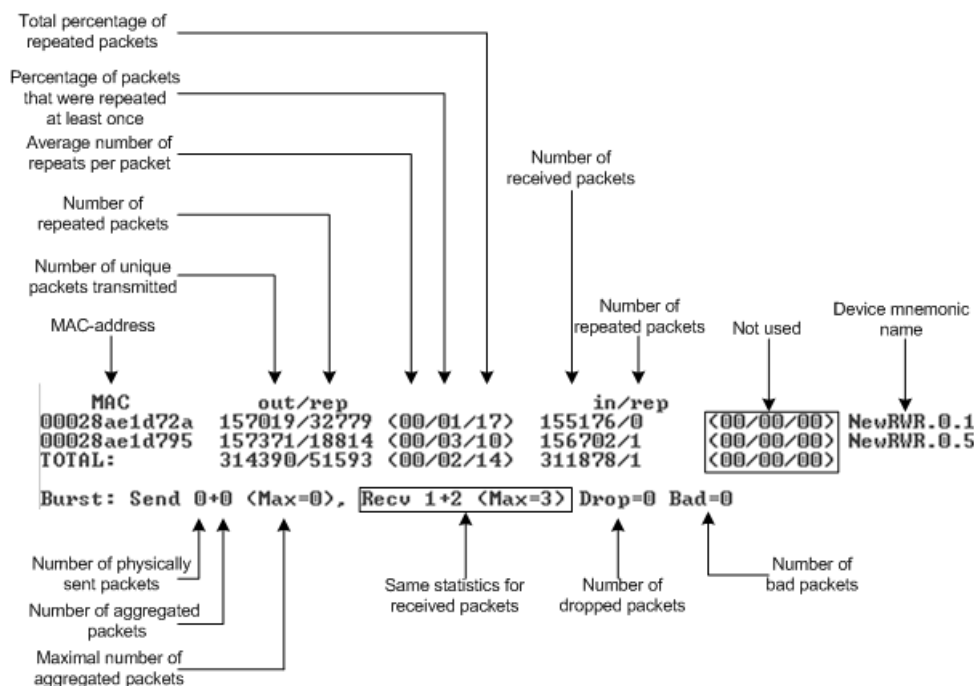 Total percentage of
repeated packets
Percentage of packets
that were repeated
at least once
Average number of
repeats per packet
Number of
repeated packets
Number of unique
packets transmitted
MAC-address
Number of
received packets
Number of
repeated packets
Not used
Device mnemonic
name
MAC out/rep in/rep
00028ae1d72a 157019/32779 (00/01/17) 155176/0 (00/00/00) NewRWR.0.1
00028ae1d795 157371/18814 (00/03/10) 156702/1 (00/00/00) NewRWR.0.5
TOTAL: 314390/51593 (00/02/14) 311878/1 (00/00/00)
Burst: Send 0+0 (Max=0), Recv 1+2 (Max=3) Drop=0 Bad=0
Number of physically
sent packets
Number of aggregated
packets
Maximal number of
aggregated packets
Same statistics for
received packets
Number of
dropped packets
Number of
bad packets